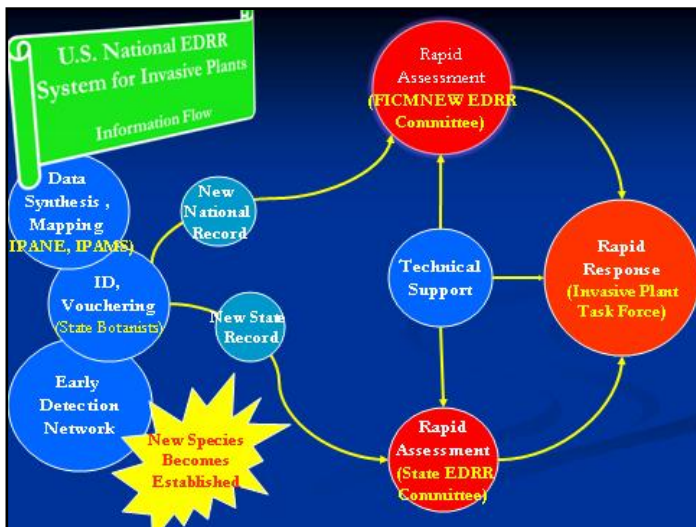 U.S. National EDRR
System for Invasive Plants
Information Flow
Data
Synthesis ,
Mapping
IPANE, IPAMS)
ID,
Vouchering
(State Botanists)
Early
Detection
Network
New Species
Becomes
Established
New
National
Record
New State
Record
Rapid
Assessment
(FICMNEW EDRR
Committee)
Technical
Support
Rapid
Assessment
(State EDRR
Committee)
Rapid
Response
(Invasive Plant
Task Force)